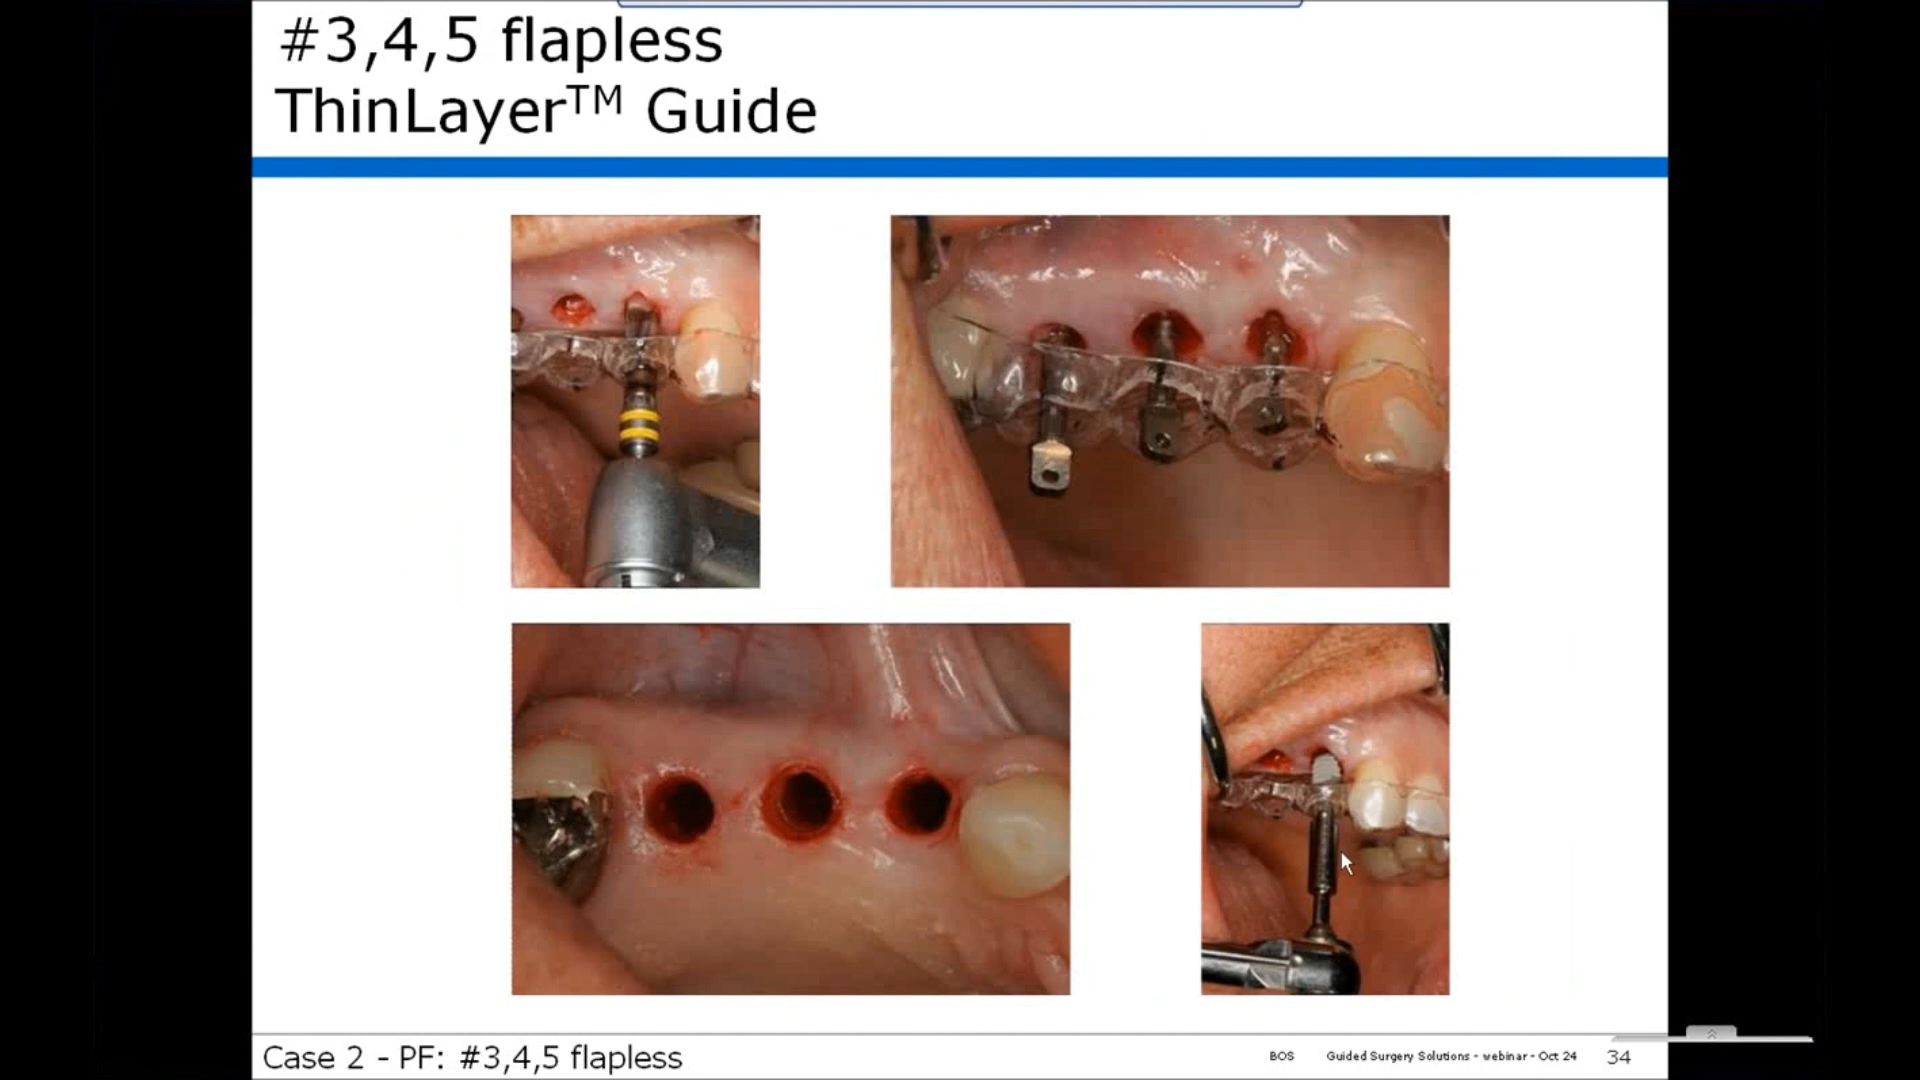 #3,4,5 flapless
ThinLayer™ Guide
Case 2 - PF: #3,4,5 flapless
BOS Guided Surgery Solutions - webinar - Oct 24 34